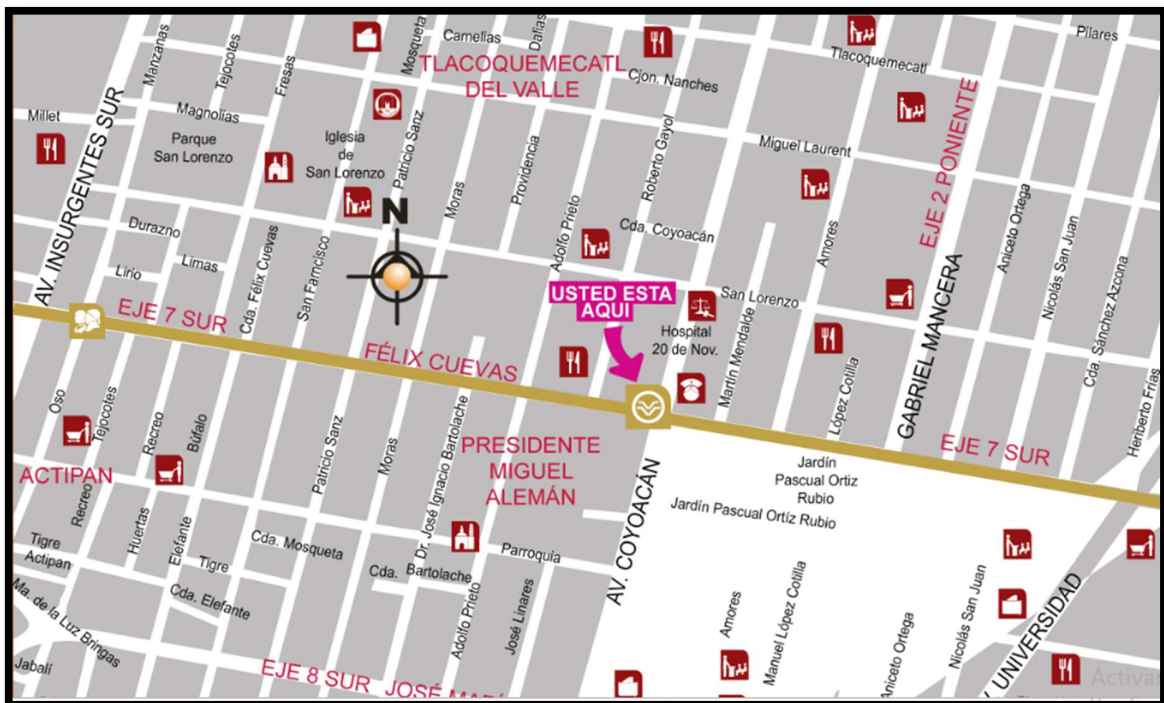 Manzanas
Tejocoles
Fresas
Mosqueta
Camelias
Dalias
Pilares
TLACOQUEMECATL
DEL VALLE
Cjon. Nanches
Tlacoquemecatl
Millet
Magnolias
AV. INSURGENTES SUR
Parque
San Lorenzo
Iglesia
de
San Lorenzo
Patricio Sanz
Moras
Providencia
Roberto Gayol
Miguel Laurent
EJE 2 PONIENTE
Aniceto Ortega
Nicolás San Juan
Cda. Sánchez Azcona
N
Durazno
Limas
Lirio
Cda. Félix Cuevas
San Farncisco
Adolfo Prieto
Cda. Coyoacán
Amores
USTED ESTA
AQUI
San Lorenzo
Hospital
20 de Nov.
Martín Mendalde
López Cotilla
GABRIEL MANCERA
Heriberto Frías
EJE 7 SUR
FÉLIX CUEVAS
EJE 7 SUR
Oso
Tejocotes
Recreo
Búfalo
Patricio Sanz
Moras
Dr. José Ignacio Bartolache
PRESIDENTE
MIGUEL
ALEMÁN
ACTIPAN
Recreo
Huertas
Elefante
AV. COYOACÁN
Jardín
Pascual Ortiz
Rubio
Jardín Pascual Ortíz Rubio
Tigre
Actipan
Tigre
Cda. Mosqueta
Cda. Elefante
Cda. Bartolache
Parroquia
Adolfo Prieto
José Linares
Ma. de la Luz Bringas
Jabalí
EJE 8 SUR
Amores
Manuel López Cotilla
Aniceto Ortega
Nicolás San Juan
UNIVERSIDAD